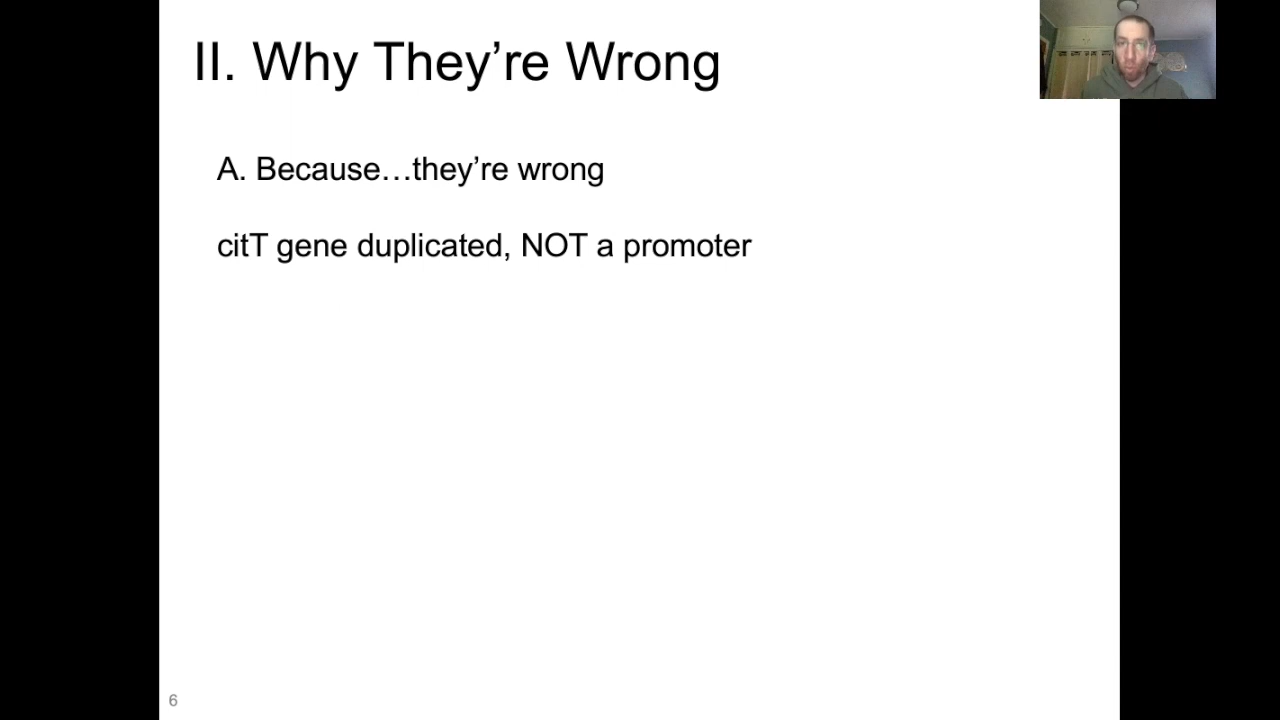 II. Why They’re Wrong
A. Because…they’re wrong
citT gene duplicated, NOT a promoter
6